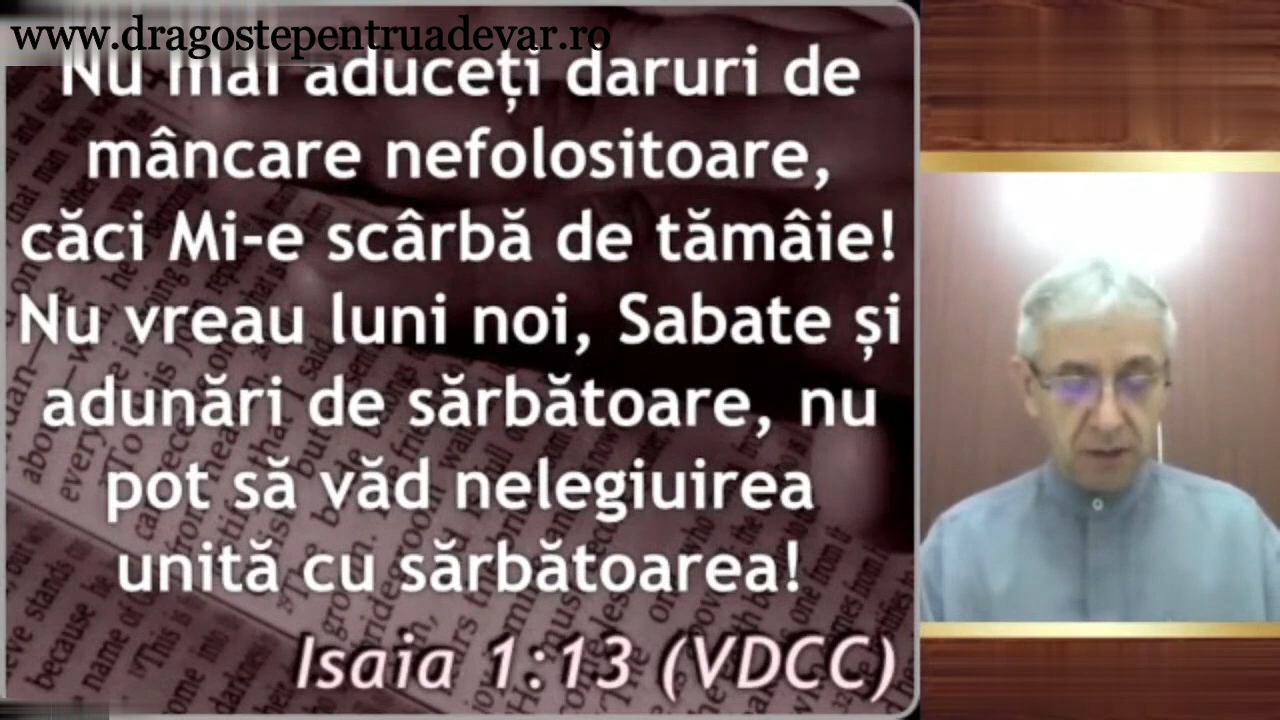 www.dragostepentruadevar.ro
Nu mai aduceți daruri de
mâncare nefolositoare,
căci Mi-e scârbă de tămâie!
Nu vreau luni noi, Sabate și
adunări de sărbătoare, nu
pot să văd nelegiuirea
unită cu sărbătoarea!
Isaia 1:13 (VDCC)